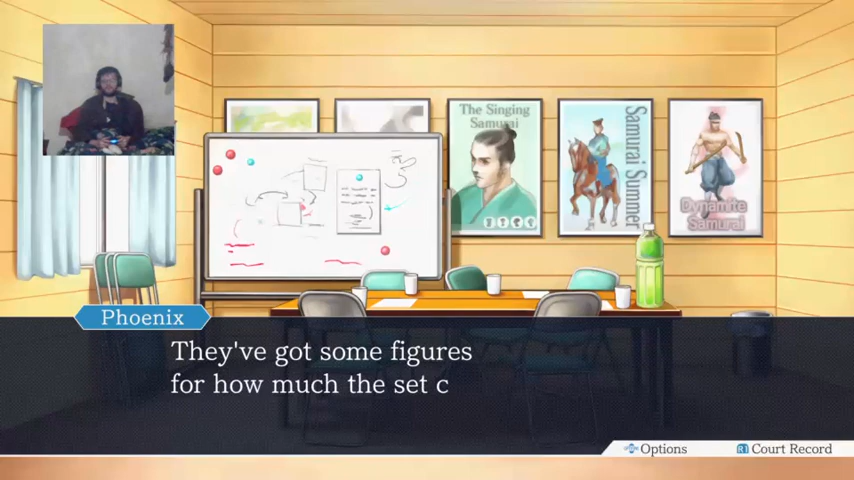 The Singing
Samurai
Samurai Summer
Dynamite
Samurai
Phoenix
They've got some figures
for how much the set c
Options
R1 Court Record